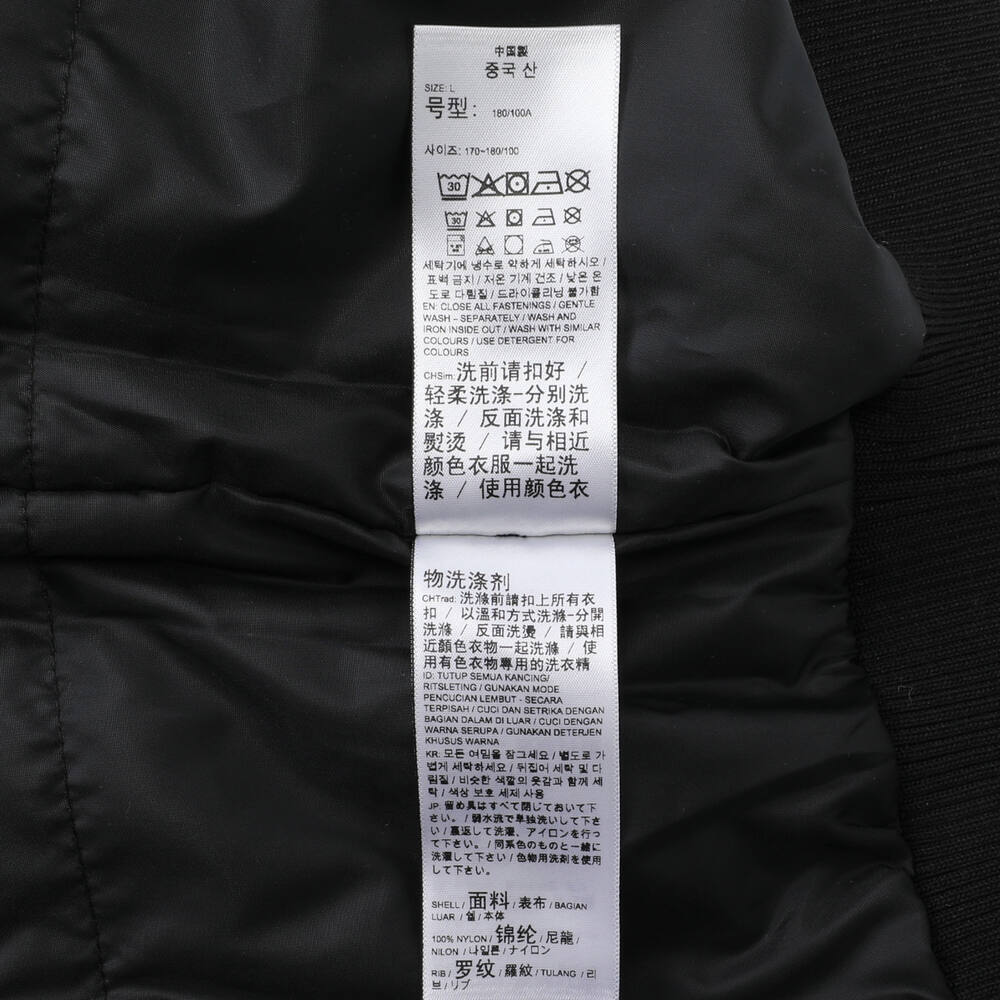 中国製
중국 산
SIZE: L
号型： 180/100A
사이즈: 170~180/100
30
30
세탁기에 냉수로 약하게 세탁하시오 /
표백 금지 / 저온 기계 건조 / 낮은 온
도로 다림질 / 드라이클리닝 불가함
EN: CLOSE ALL FASTENINGS / GENTLE
WASH – SEPARATELY / WASH AND
IRON INSIDE OUT / WASH WITH SIMILAR
COLOURS / USE DETERGENT FOR
COLOURS
CHSim: 洗前请扣好 /
轻柔洗涤-分别洗
涤 / 反面洗涤和
熨烫 / 请与相近
颜色衣服一起洗
涤 / 使用颜色衣
物洗涤剂
CHTrad: 洗滌前請扣上所有衣
扣 / 以溫和方式洗滌-分開
洗滌 / 反面洗燙 / 請與相
近顏色衣物一起洗滌 / 使
用有色衣物專用的洗衣精
ID: TUTUP SEMUA KANCING/
RITSLETING / GUNAKAN MODE
PENCUCIAN LEMBUT - SECARA
TERPISAH / CUCI DAN SETRIKA DENGAN
BAGIAN DALAM DI LUAR / CUCI DENGAN
WARNA SERUPA / GUNAKAN DETERJEN
KHUSUS WARNA
KR: 모든 여밈을 잠그세요 / 별도로 가
볍게 세탁하세요 / 뒤집어 세탁 및 다
림질 / 비슷한 색깔의 옷감과 함께 세
탁 / 색상 보호 세제 사용
JP: 留め具はすべて閉じておいて下
さい。 / 弱水流で単独洗いして下さ
い / 裏返して洗濯、アイロンを行っ
て下さい。 / 同系色のものと一緒に
洗濯して下さい / 色物用洗剤を使用
して下さい。
SHELL / 面料 / 表布 / BAGIAN
LUAR / 쉘 / 本体
100% NYLON / 锦纶 / 尼龍 /
NILON / 나일론 / ナイロン
RIB / 罗纹 / 羅紋 / TULANG / 리
브 / リブ